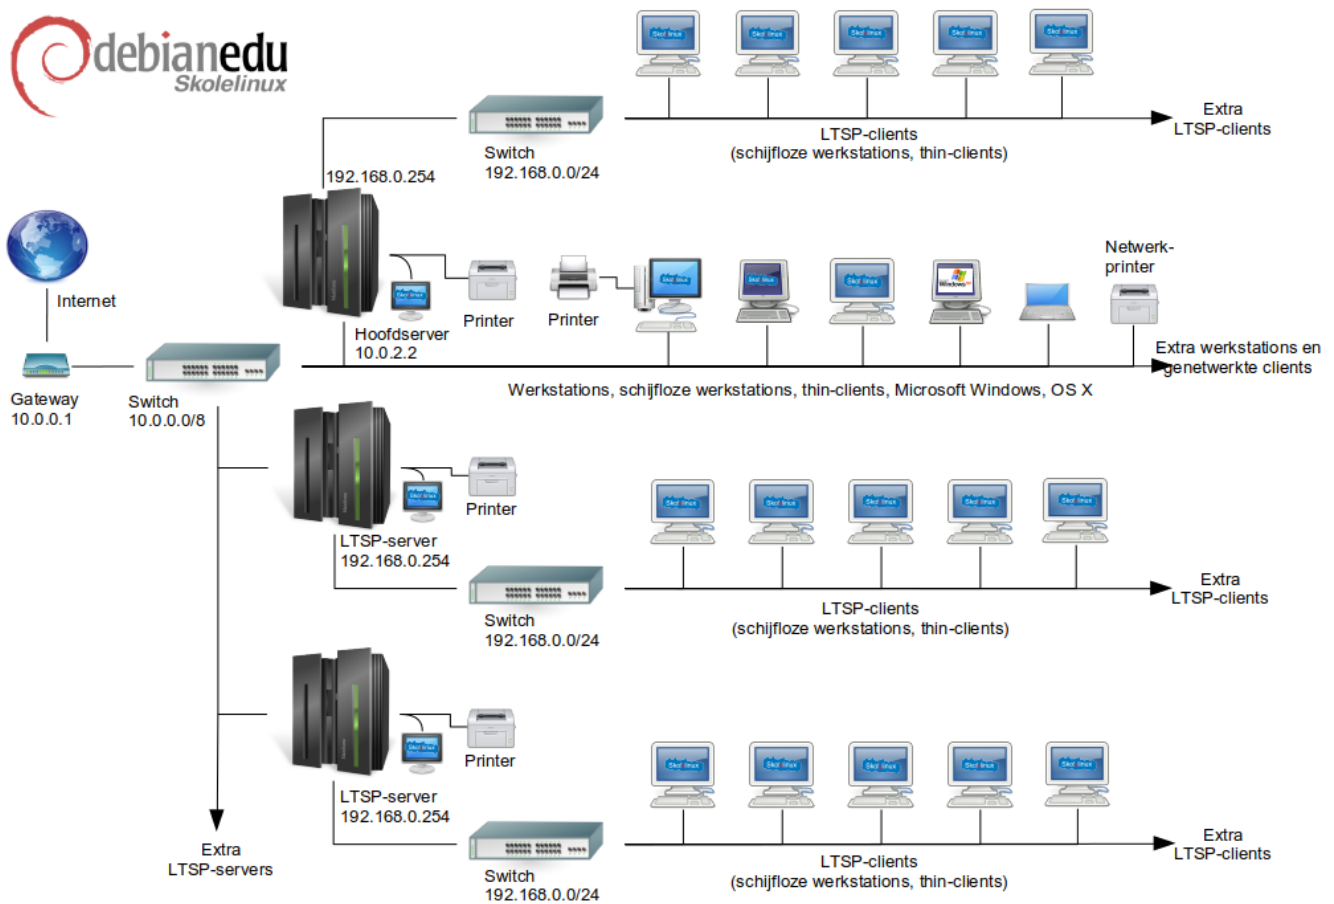 debianedu
Skolelinux
Switch
192.168.0.0/24
LTSP-clients
(schijfloze werkstations, thin-clients)
Extra
LTSP-clients
192.168.0.254
Internet
Hoofdserver
10.0.2.2
Printer
Printer
Windows
Netwerk-
printer
Gateway
10.0.0.1
Switch
10.0.0.0/8
Werkstations, schijfloze werkstations, thin-clients, Microsoft Windows, OS X
Extra werkstations en
genetwerkte clients
Printer
LTSP-server
192.168.0.254
Switch
192.168.0.0/24
LTSP-clients
(schijfloze werkstations, thin-clients)
Extra
LTSP-clients
Printer
LTSP-server
192.168.0.254
Switch
192.168.0.0/24
LTSP-clients
(schijfloze werkstations, thin-clients)
Extra
LTSP-clients
Extra
LTSP-servers